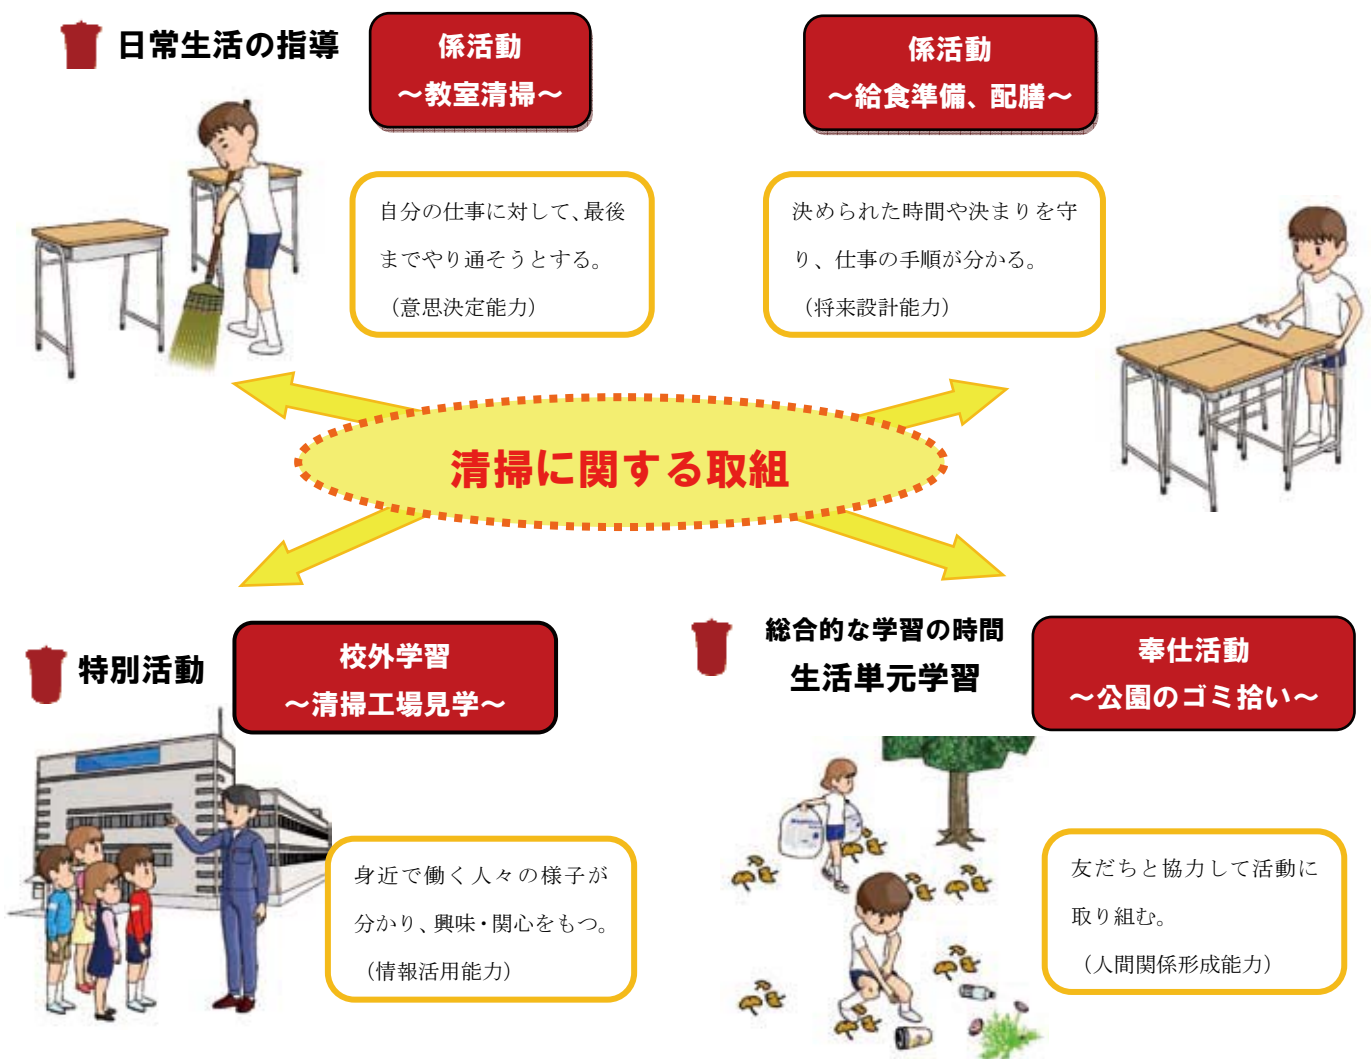 日常生活の指導
係活動
～教室清掃～
係活動
～給食準備、配膳～
自分の仕事に対して、最後
までやり通そうとする。
（意思決定能力）
決められた時間や決まりを守
り、仕事の手順が分かる。
（将来設計能力）
清掃に関する取組
特別活動
校外学習
～清掃工場見学～
総合的な学習の時間
生活単元学習
奉仕活動
～公園のゴミ拾い～
身近で働く人々の様子が
分かり、興味・関心をもつ。
（情報活用能力）
友だちと協力して活動に
取り組む。
（人間関係形成能力）